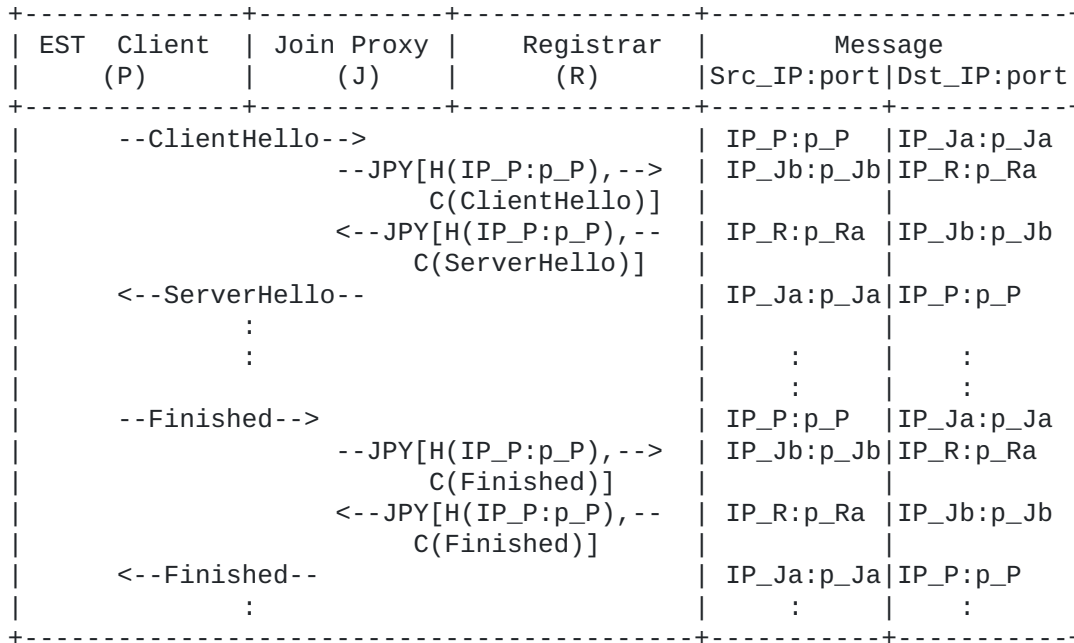 +--------------+------------+---------------+-----------------------+
| EST  Client  | Join Proxy |    Registrar  |        Message
|     (P)      |     (J)    |      (R)      |Src_IP:port|Dst_IP:port
+--------------+------------+---------------+-----------+-----------+
|      --ClientHello-->                     | IP_P:p_P  |IP_Ja:p_Ja
|                    --JPY[H(IP_P:p_P),-->  | IP_Jb:p_Jb|IP_R:p_Ra
|                          C(ClientHello)]  |           |
|                    <--JPY[H(IP_P:p_P),--  | IP_R:p_Ra |IP_Jb:p_Jb
|                         C(ServerHello)]   |           |
|      <--ServerHello--                     | IP_Ja:p_Ja|IP_P:p_P
|              :                            |           |
|              :                            |     :     |    :
|                                           |     :     |    :
|      --Finished-->                        | IP_P:p_P  |IP_Ja:p_Ja
|                    --JPY[H(IP_P:p_P),-->  | IP_Jb:p_Jb|IP_R:p_Ra
|                          C(Finished)]     |           |
|                    <--JPY[H(IP_P:p_P),--  | IP_R:p_Ra |IP_Jb:p_Jb
|                         C(Finished)]      |           |
|      <--Finished--                        | IP_Ja:p_Ja|IP_P:p_P
|              :                            |     :     |    :
+-------------------------------------------+-----------+-----------+